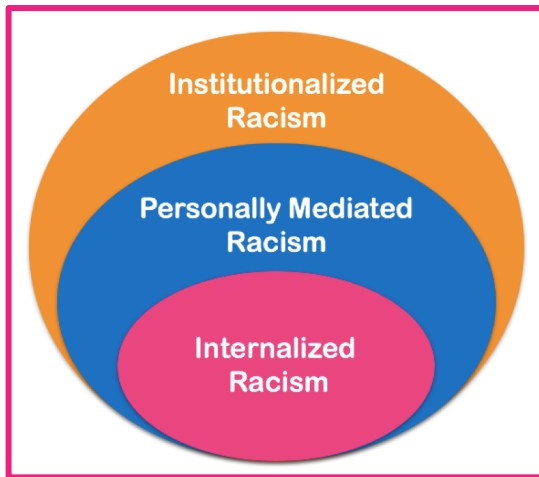 Institutionalized
Racism
Personally Mediated
Racism
Internalized
Racism